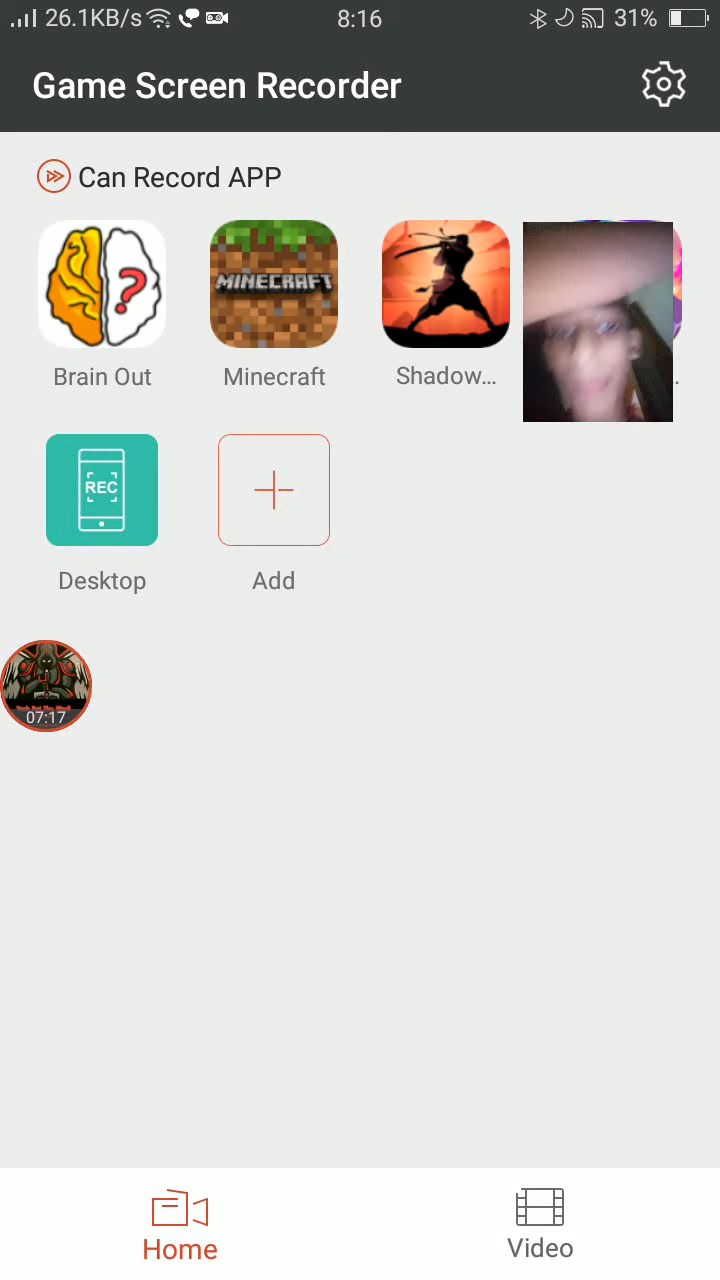 26.1KB/s 8:16 31%
Game Screen Recorder
Can Record APP
MINECRAFT
Brain Out Minecraft Shadow... .
REC
Desktop Add
07:17
Home Video